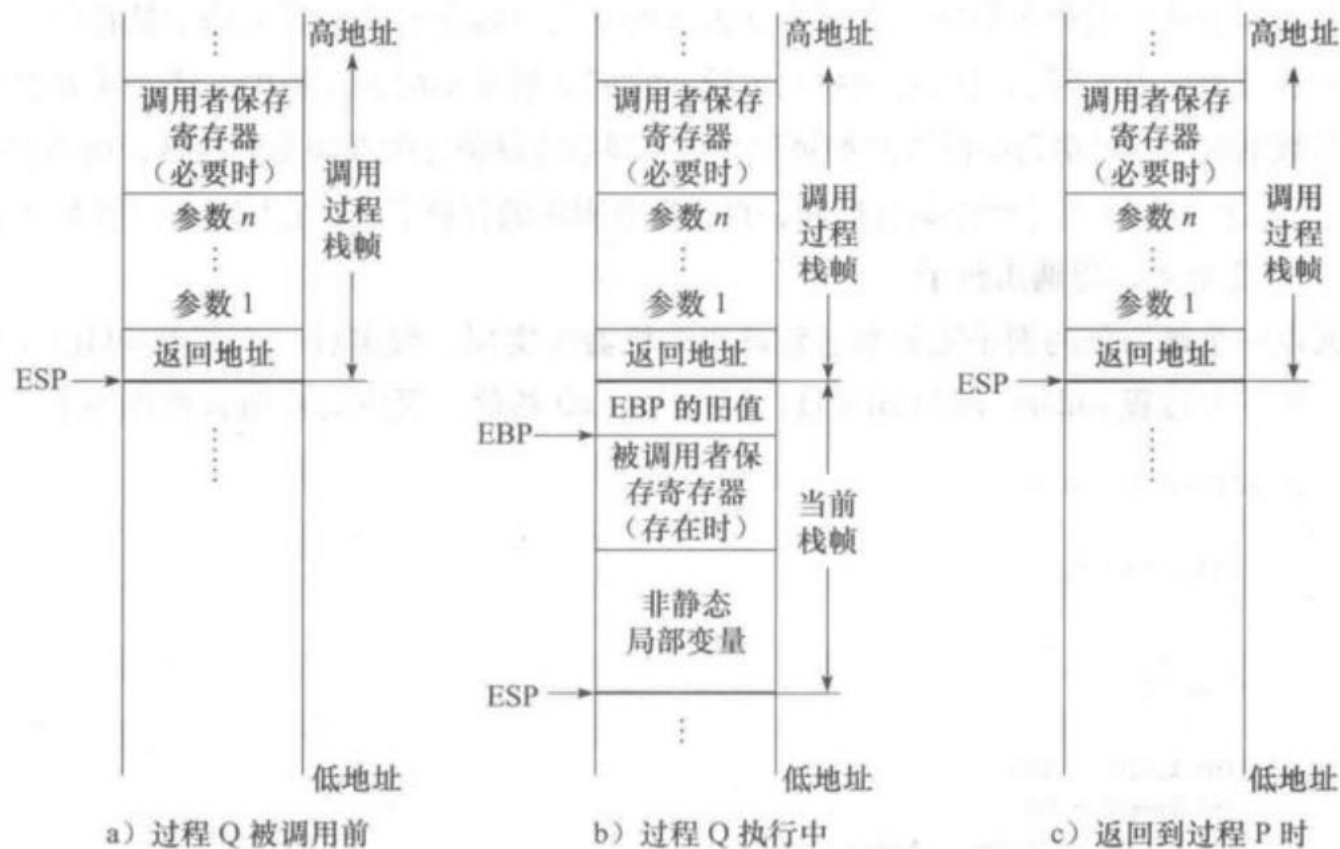 高地址
调用者保存
寄存器
（必要时）
参数 n
参数 1
返回地址
ESP
调用
过程
栈帧
低地址
a）过程 Q 被调用前
高地址
调用者保存
寄存器
（必要时）
参数 n
参数 1
返回地址
EBP 的旧值
EBP
被调用者保
存寄存器
（存在时）
非静态
局部变量
ESP
调用
过程
栈帧
当前
栈帧
低地址
b）过程 Q 执行中
高地址
调用者保存
寄存器
（必要时）
参数 n
参数 1
返回地址
ESP
调用
过程
栈帧
低地址
c）返回到过程 P 时